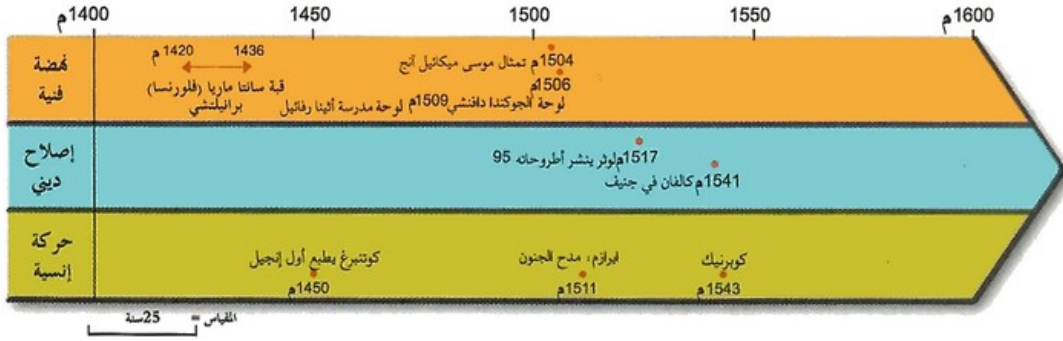 1400م 1450 1500 1550 1600م
نهضة
فنية
1420 م 1436
قبة سانتا ماريا (فلورنسا)
برانيلتشي
1504م تمثال موسى ميكائيل آنج
1506م
لوحة الجوكندا دافنشي
1509م لوحة مدرسة أثينا رفائيل
إصلاح
ديني
1517م لوثر ينشر أطروحاته 95
1541م كالفان في جنيف
حركة
إنسية
كوتنبرغ يطبع أول إنجيل
1450م
ايرازم، مدح الجنون
1511م
كوبرنيك
1543م
المقياس = 25سنة